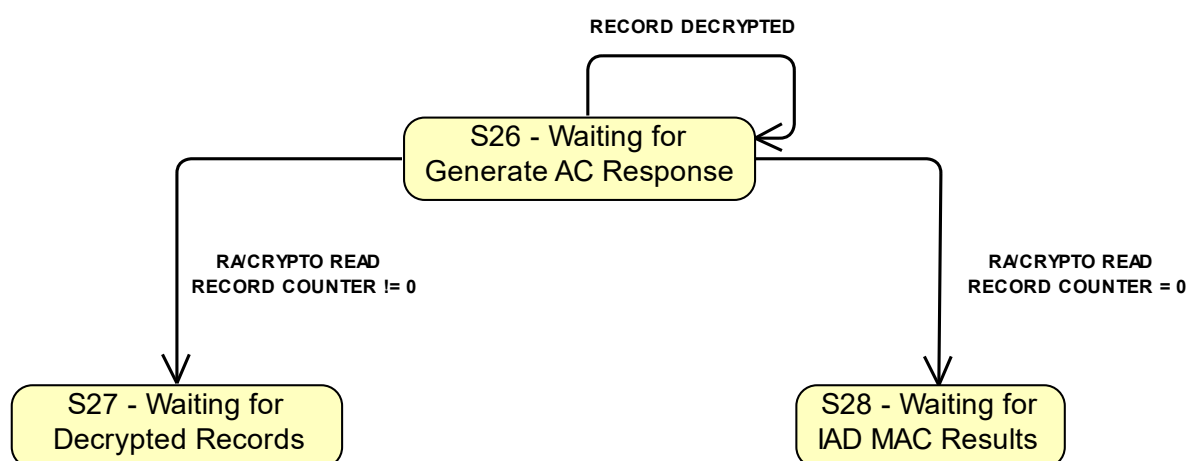 RECORD DECRYPTED
S26 - Waiting for
Generate AC Response
RA/CRYPTO READ
RECORD COUNTER != 0
RA/CRYPTO READ
RECORD COUNTER = 0
S27 - Waiting for
Decrypted Records
S28 - Waiting for
IAD MAC Results